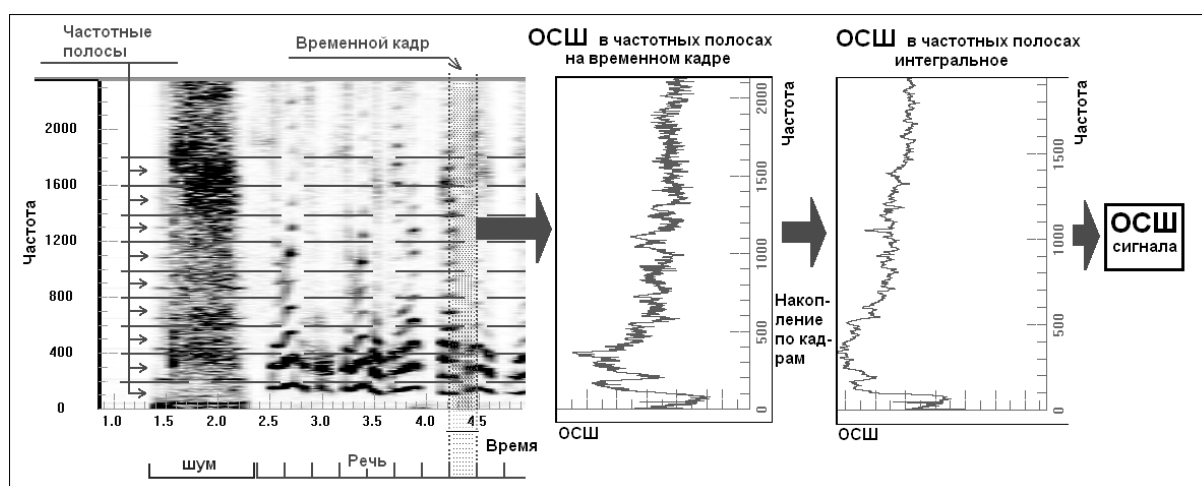 Частотные
полосы
Временной кадр
Частота
2000
1600
1200
800
400
0
1.0 1.5 2.0 2.5 3.0 3.5 4.0 4.5
Время
шум
Речь
ОСШ в частотных полосах
на временном кадре
Частота
2000
1500
1000
500
0
ОСШ
Накоп-
ление
по кад-
рам
ОСШ в частотных полосах
интегральное
Частота
1500
1000
500
0
ОСШ
ОСШ
сигнала